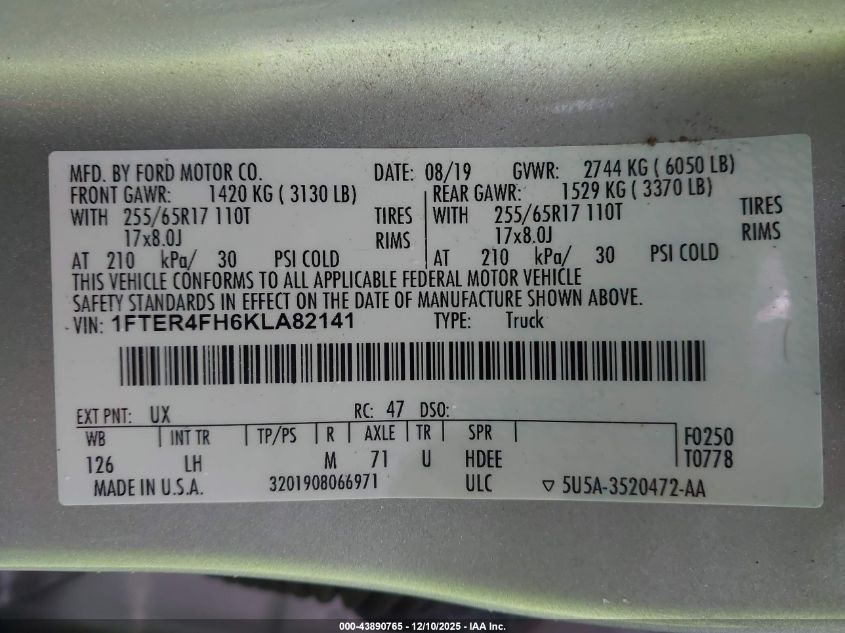 MFD. BY FORD MOTOR CO. DATE: 08/19 GVWR: 2744 KG ( 6050 LB)
FRONT GAWR: 1420 KG ( 3130 LB) REAR GAWR: 1529 KG ( 3370 LB)
WITH 255/65R17 110T TIRES WITH 255/65R17 110T TIRES
17x8.0J RIMS 17x8.0J RIMS
AT 210 kPa/ 30 PSI COLD AT 210 kPa/ 30 PSI COLD
THIS VEHICLE CONFORMS TO ALL APPLICABLE FEDERAL MOTOR VEHICLE
SAFETY STANDARDS IN EFFECT ON THE DATE OF MANUFACTURE SHOWN ABOVE.
VIN: 1FTER4FH6KLA82141 TYPE: Truck
EXT PNT: UX RC: 47 DSO:
WB INT TR TP/PS R AXLE TR SPR F0250
126 LH M 71 U HDEE T0778
MADE IN U.S.A. 3201908066971 ULC ▽ 5U5A-3520472-AA
000-43890765 - 12/10/2025 - IAA Inc.